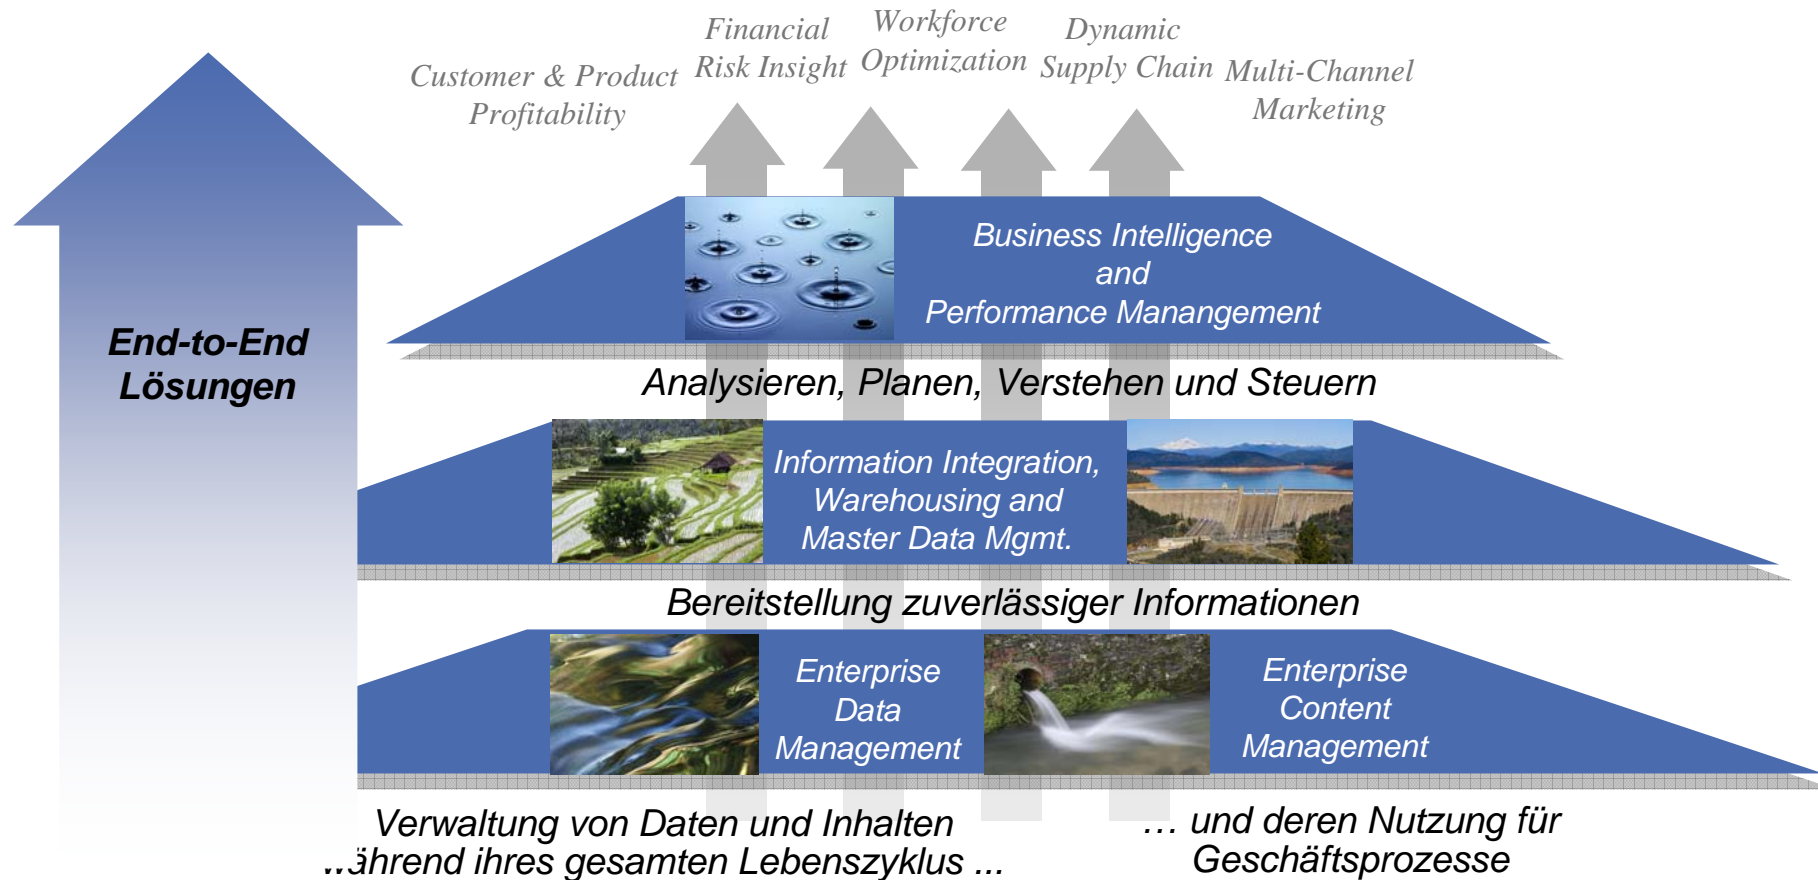 Financial
Risk Insight
Workforce
Optimization
Dynamic
Supply Chain
Customer & Product
Profitability
Multi-Channel
Marketing
End-to-End
Lösungen
Business Intelligence
and
Performance Manangement
Analysieren, Planen, Verstehen und Steuern
Information Integration,
Warehousing and
Master Data Mgmt.
Bereitstellung zuverlässiger Informationen
Enterprise
Data
Management
Enterprise
Content
Management
Verwaltung von Daten und Inhalten
während ihres gesamten Lebenszyklus ...
... und deren Nutzung für
Geschäftsprozesse